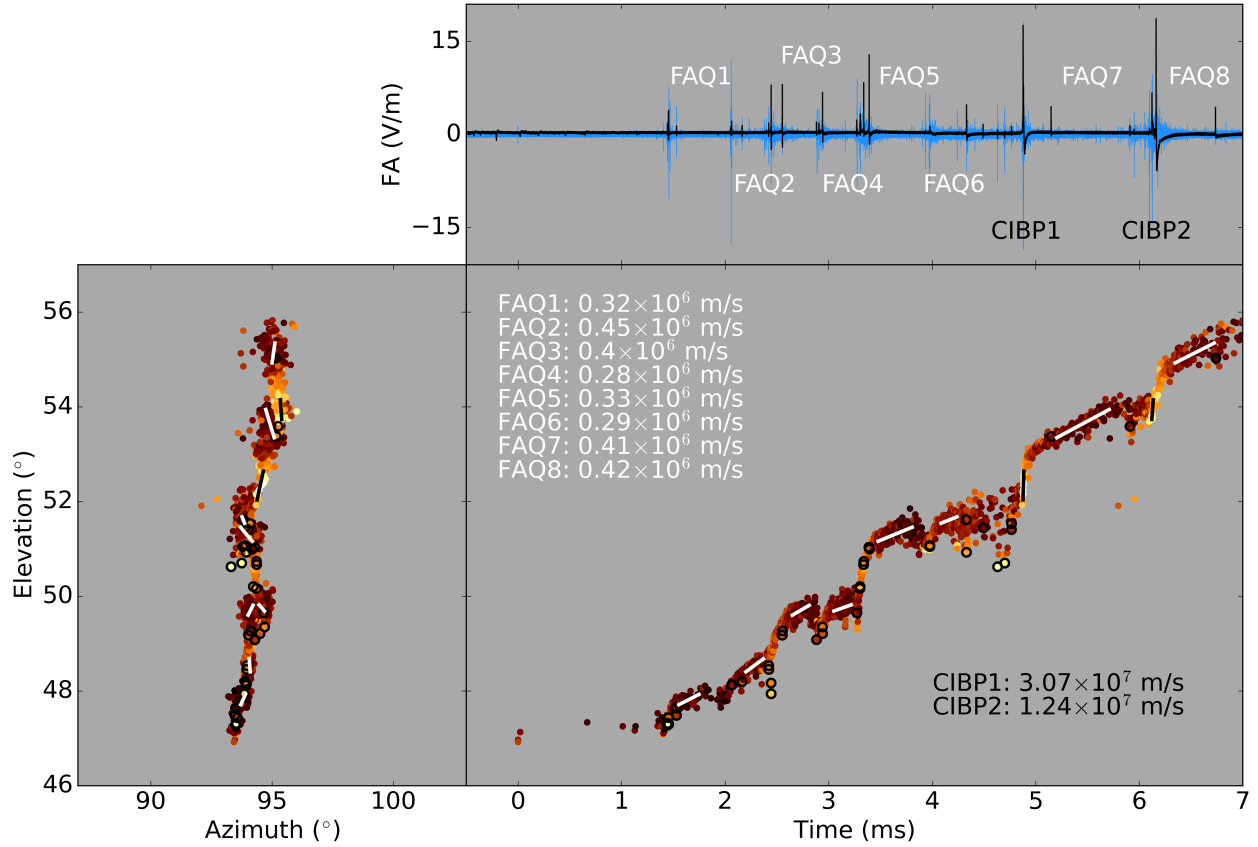 15
0
−15
FA (V/m)
FAQ1
FAQ3
FAQ5
FAQ7
FAQ8
FAQ2
FAQ4
FAQ6
CIBP1
CIBP2
56
54
52
50
48
46
Elevation (°)
90
95
100
Azimuth (°)
FAQ1: 0.32×10⁶ m/s
FAQ2: 0.45×10⁶ m/s
FAQ3: 0.4×10⁶ m/s
FAQ4: 0.28×10⁶ m/s
FAQ5: 0.33×10⁶ m/s
FAQ6: 0.29×10⁶ m/s
FAQ7: 0.41×10⁶ m/s
FAQ8: 0.42×10⁶ m/s
CIBP1: 3.07×10⁷ m/s
CIBP2: 1.24×10⁷ m/s
0
1
2
3
4
5
6
7
Time (ms)